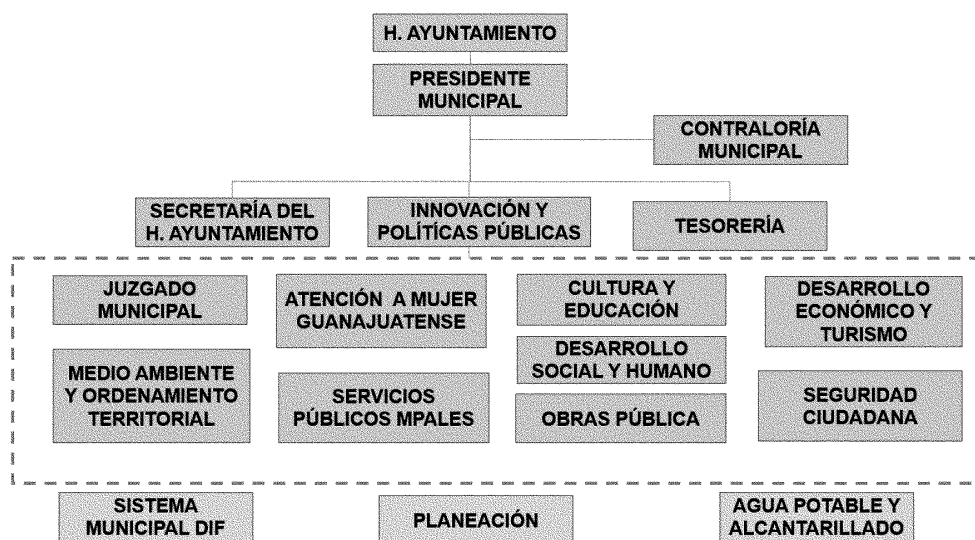 H. AYUNTAMIENTO
PRESIDENTE
MUNICIPAL
CONTRALORÍA
MUNICIPAL
SECRETARÍA DEL
H. AYUNTAMIENTO
INNOVACIÓN Y
POLÍTICAS PÚBLICAS
TESORERÍA
JUZGADO
MUNICIPAL
ATENCIÓN A MUJER
GUANAJUATENSE
CULTURA Y
EDUCACIÓN
DESARROLLO
ECONÓMICO Y
TURISMO
MEDIO AMBIENTE
Y ORDENAMIENTO
TERRITORIAL
SERVICIOS
PÚBLICOS MPALES
DESARROLLO
SOCIAL Y HUMANO
OBRAS PÚBLICA
SEGURIDAD
CIUDADANA
SISTEMA
MUNICIPAL DIF
PLANEACIÓN
AGUA POTABLE Y
ALCANTARILLADO